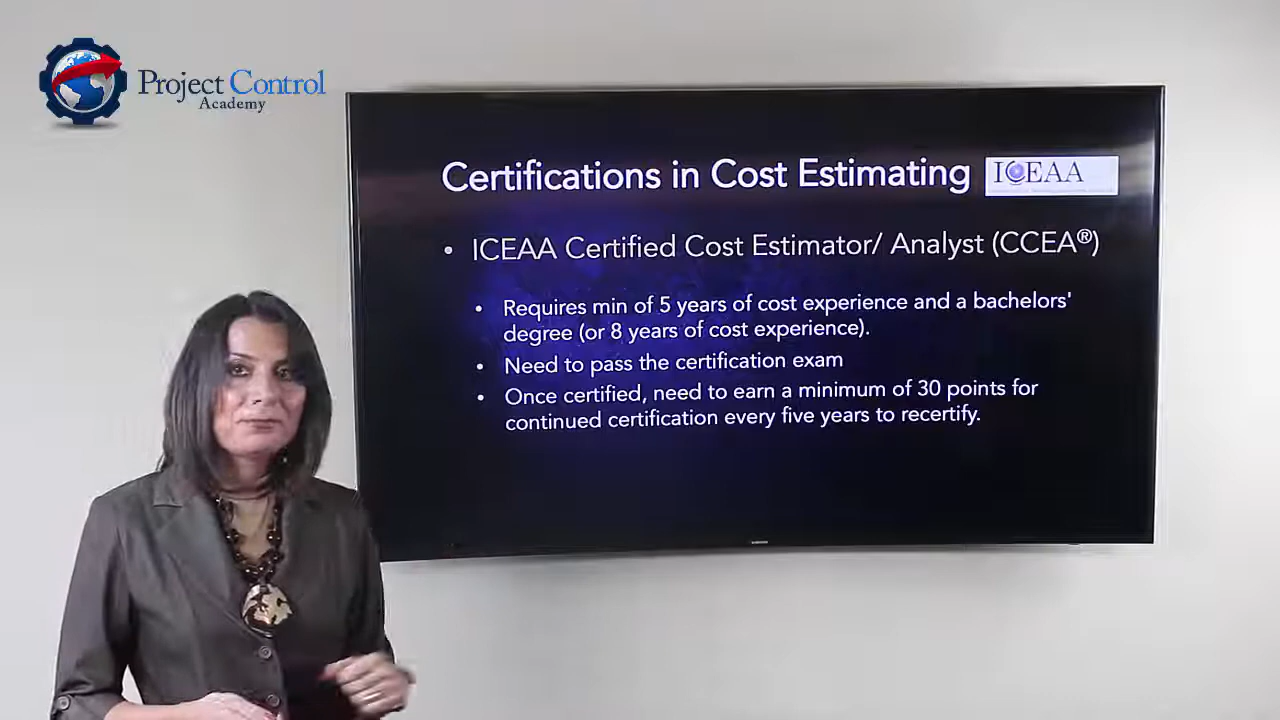 Project Control
Academy
Certifications in Cost Estimating
ICEAA
• ICEAA Certified Cost Estimator/ Analyst (CCEA®)
• Requires min of 5 years of cost experience and a bachelors'
degree (or 8 years of cost experience).
• Need to pass the certification exam
• Once certified, need to earn a minimum of 30 points for
continued certification every five years to recertify.